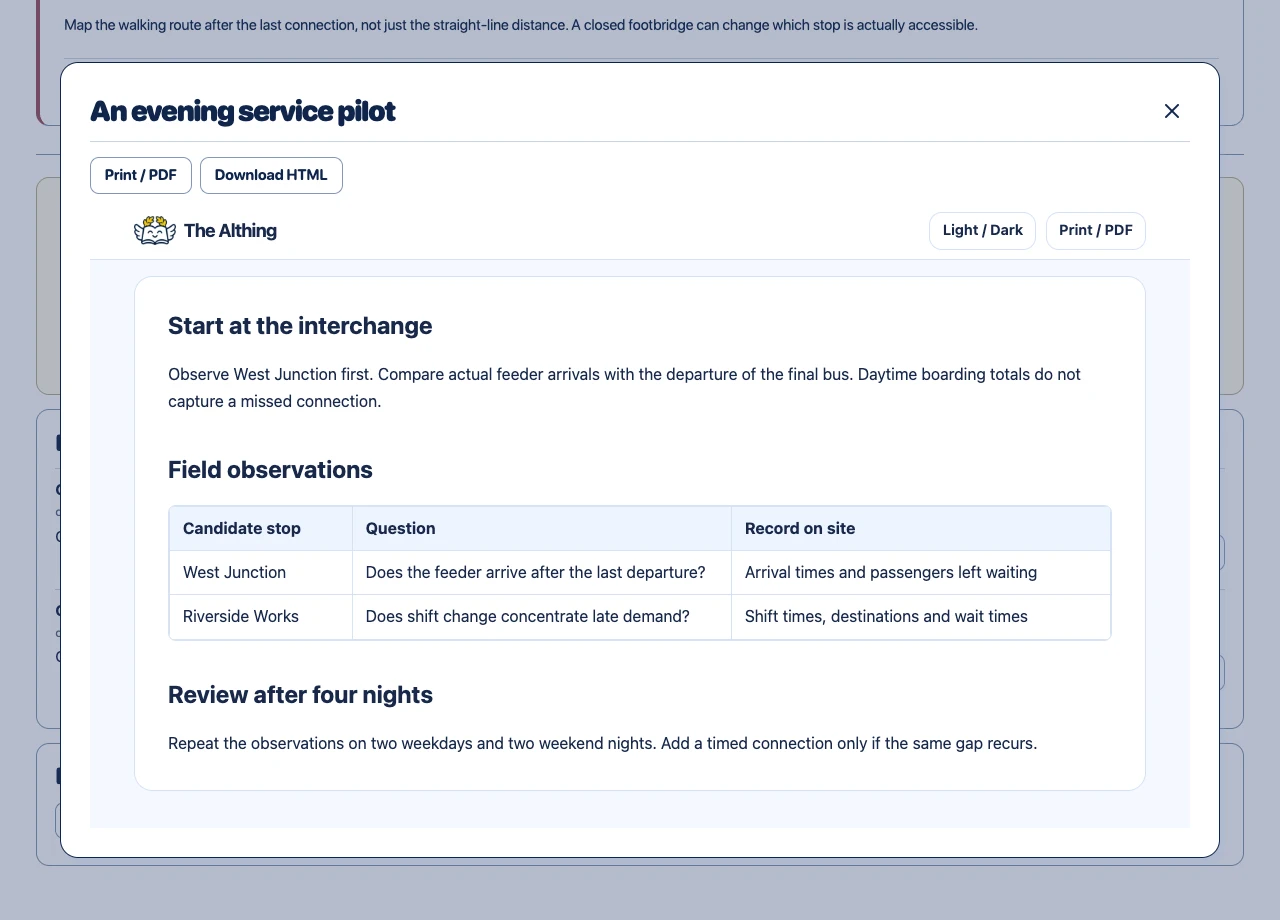 Map the walking route after the last connection, not just the straight-line distance. A closed footbridge can change which stop is actually accessible.
An evening service pilot
Print / PDF
Download HTML
The Althing
Light / Dark
Print / PDF
Start at the interchange
Observe West Junction first. Compare actual feeder arrivals with the departure of the final bus. Daytime boarding totals do not
capture a missed connection.
Field observations
Candidate stop
Question
Record on site
West Junction
Does the feeder arrive after the last departure?
Arrival times and passengers left waiting
Riverside Works
Does shift change concentrate late demand?
Shift times, destinations and wait times
Review after four nights
Repeat the observations on two weekdays and two weekend nights. Add a timed connection only if the same gap recurs.